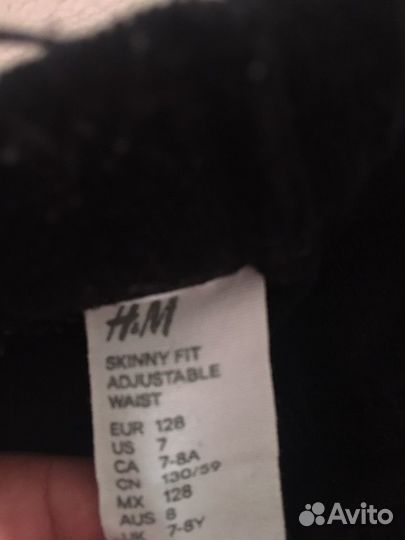 H&M
SKINNY FIT
ADJUSTABLE
WAIST
EUR 128
US 7
CA 7-8A
CN 130/59
MX 128
AUS 8
UK 7-8Y
Avito